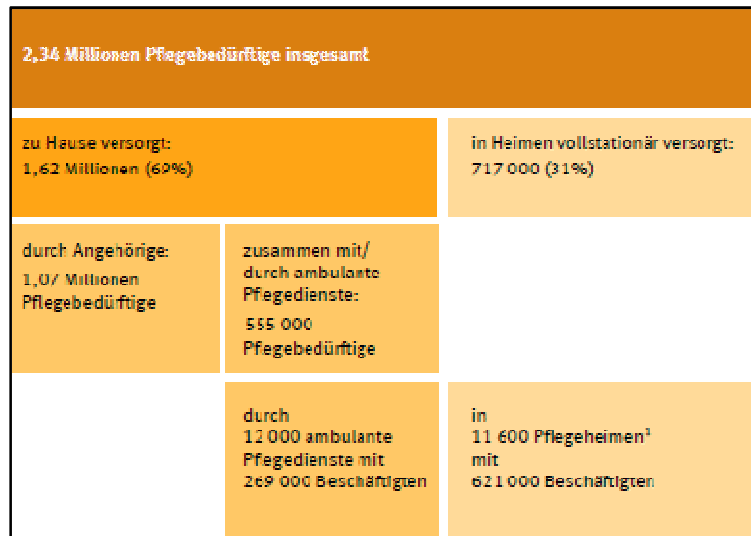 2,34 Millionen Pflegebedürftige insgesamt
zu Hause versorgt:
1,62 Millionen (69%)
in Heimen vollstationär versorgt:
717 000 (31%)
durch Angehörige:
1,07 Millionen
Pflegebedürftige
zusammen mit/
durch ambulante
Pflegedienste:
555 000
Pflegebedürftige
durch
12 000 ambulante
Pflegedienste mit
269 000 Beschäftigten
in
11 600 Pflegeheimen¹
mit
621 000 Beschäftigten